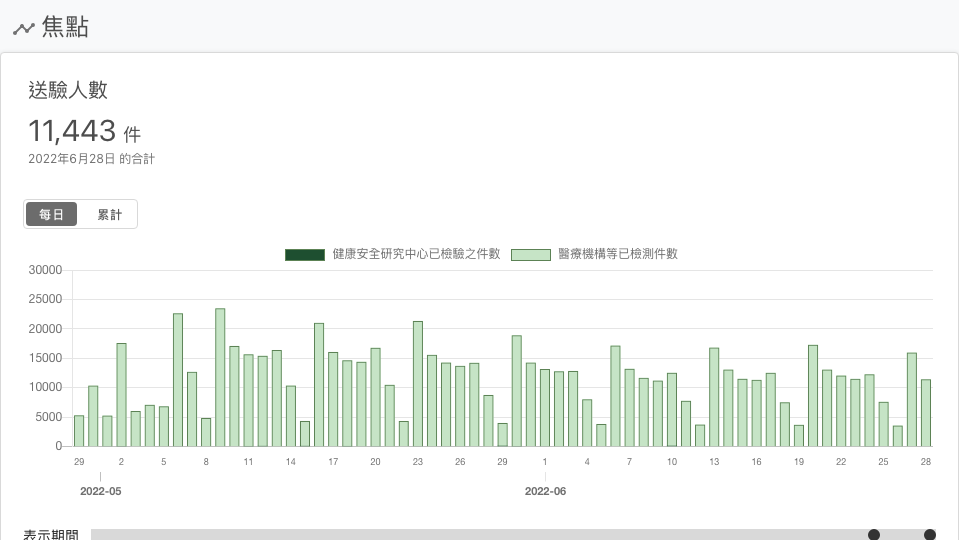 焦點
送驗人數
11,443 件
2022年6月28日 的合計
每日 累計
健康安全研究中心已檢驗之件數 醫療機構等已檢測件數
30000
25000
20000
15000
10000
5000
0
29 2 5 8 11 14 17 20 23 26 29 1 4 7 10 13 16 19 22 25 28
2022-05 2022-06
表示期間